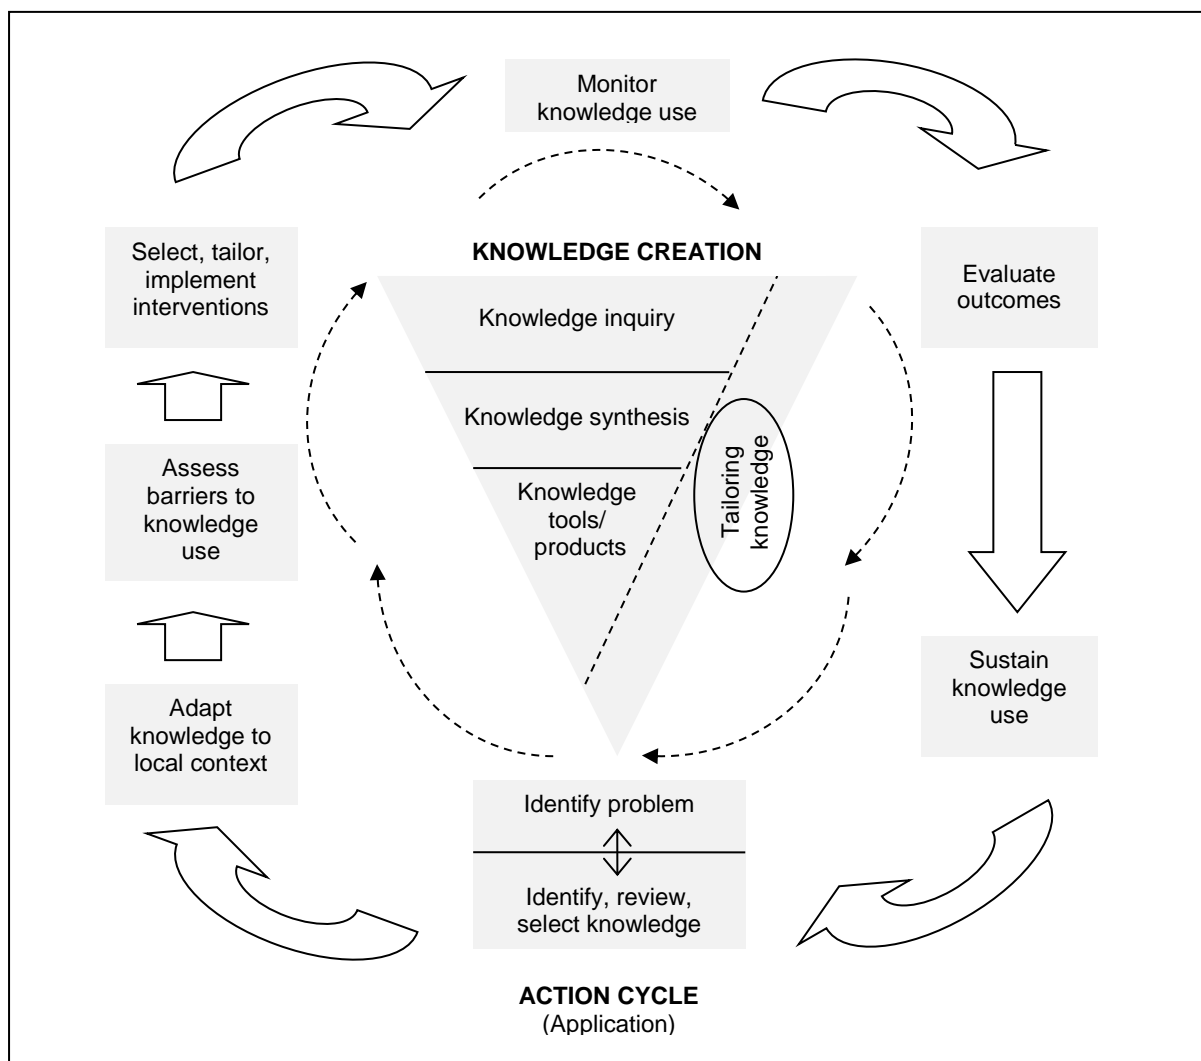 Monitor
knowledge use
Select, tailor,
implement
interventions
KNOWLEDGE CREATION
Evaluate
outcomes
Knowledge inquiry
Knowledge synthesis
Knowledge
tools/
products
Tailoring
knowledge
Assess
barriers to
knowledge
use
Sustain
knowledge
use
Adapt
knowledge to
local context
Identify problem
Identify, review,
select knowledge
ACTION CYCLE
(Application)